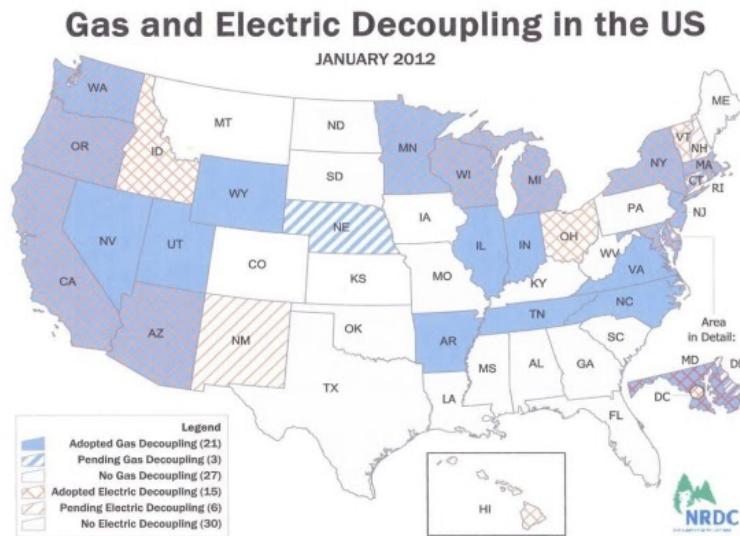 Gas and Electric Decoupling in the US
JANUARY 2012
WA
MT
ND
ME
OR
ID
MN
VT
NH
SD
WI
NY
MA
WY
MI
CT
RI
IA
PA
NE
NJ
NV
UT
IL
IN
OH
CO
WV
VA
CA
KS
MO
KY
NC
TN
Area
in Detail:
AZ
NM
OK
AR
SC
MS
AL
GA
MD
TX
DC
LA
FL
HI
Legend
Adopted Gas Decoupling (21)
Pending Gas Decoupling (3)
No Gas Decoupling (27)
Adopted Electric Decoupling (15)
Pending Electric Decoupling (6)
No Electric Decoupling (30)
NRDC